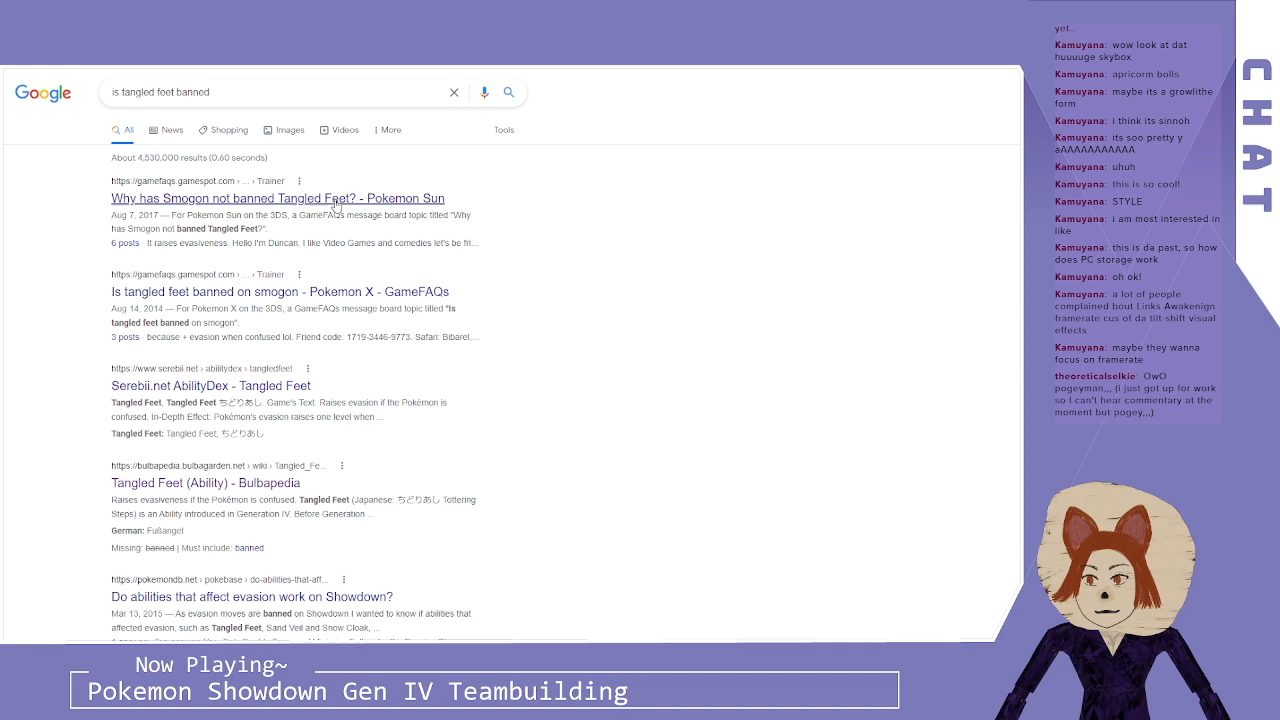 Google
is tangled feet banned
All
News
Shopping
Images
Videos
More
Tools
About 4,530,000 results (0.60 seconds)
https://gamefaqs.gamespot.com › ... › Trainer
Why has Smogon not banned Tangled Feet? - Pokemon Sun
Aug 7, 2017 — For Pokemon Sun on the 3DS, a GameFAQs message board topic titled "Why
has Smogon not banned Tangled Feet?".
6 posts · It raises evasiveness. Hello I'm Duncan, I like Video Games and comedies let's be fri...
https://gamefaqs.gamespot.com › ... › Trainer
Is tangled feet banned on smogon - Pokemon X - GameFAQs
Aug 14, 2014 — For Pokemon X on the 3DS, a GameFAQs message board topic titled "Is
tangled feet banned on smogon".
3 posts · because + evasion when confused lol. Friend code: 1719-3446-9773. Safari: Bibarel,...
https://www.serebii.net › abilitydex › tangledfeet
Serebii.net AbilityDex - Tangled Feet
Tangled Feet, Tangled Feet ちどりあし. Game's Text: Raises evasion if the Pokémon is
confused. In-Depth Effect: Pokémon's evasion raises one level when ...
Tangled Feet: Tangled Feet, ちどりあし
https://bulbapedia.bulbagarden.net › wiki › Tangled_Fe...
Tangled Feet (Ability) - Bulbapedia
Raises evasiveness if the Pokémon is confused. Tangled Feet (Japanese: ちどりあし Tottering
Steps) is an Ability introduced in Generation IV. Before Generation ...
German: Fußangel
Missing: banned | Must include: banned
https://pokemondb.net › pokebase › do-abilities-that-aff...
Do abilities that affect evasion work on Showdown?
Mar 13, 2015 — As evasion moves are banned on Showdown I wanted to know if abilities that
affected evasion, such as Tangled Feet, Sand Veil and Snow Cloak, ...
yet..
Kamuyana: wow look at dat
huuuuge skybox
Kamuyana: apricorm bolls
Kamuyana: maybe its a growlithe
form
Kamuyana: i think its sinnoh
Kamuyana: its soo pretty y
aAAAAAAAAAAA
Kamuyana: uhuh
Kamuyana: this is so cool!
Kamuyana: STYLE
Kamuyana: i am most interested in
like
Kamuyana: this is da past, so how
does PC storage work
Kamuyana: oh ok!
Kamuyana: a lot of people
complained bout Links Awakenign
framerate cus of da tilt-shift visual
effects
Kamuyana: maybe they wanna
focus on framerate
theoreticalselkie: OwO
pogeyman,,, (i just got up for work
so I can't hear commentary at the
moment but pogey,,,)
CHAT
Now Playing~
Pokemon Showdown Gen IV Teambuilding